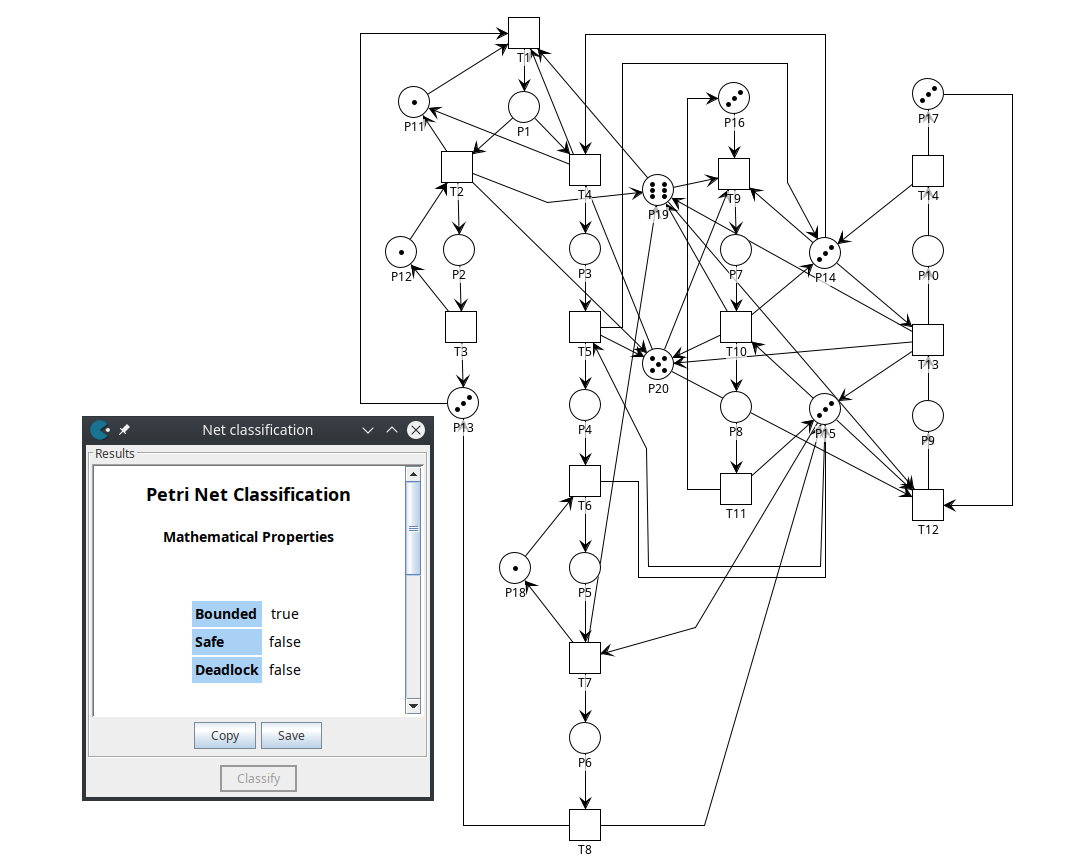 T1
P11
P1
T2
T4
P12
P2
P3
T3
T5
P13
P4
T6
P18
P5
T7
P6
T8
P16
T9
P19
P7
P14
T10
P20
P8
P15
T11
P17
T14
P10
T13
P9
T12
Net classification
Results
Petri Net Classification
Mathematical Properties
Bounded true
Safe false
Deadlock false
Copy Save
Classify